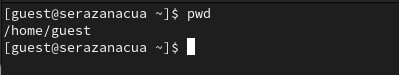 [guest@serazanacua ~]$ pwd
/home/guest
[guest@serazanacua ~]$